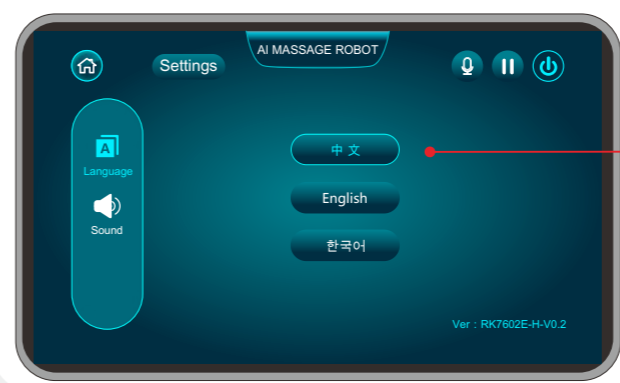 AI MASSAGE ROBOT
Settings
A
Language
Sound
中文
English
한국어
Ver : RK7602E-H-V0.2